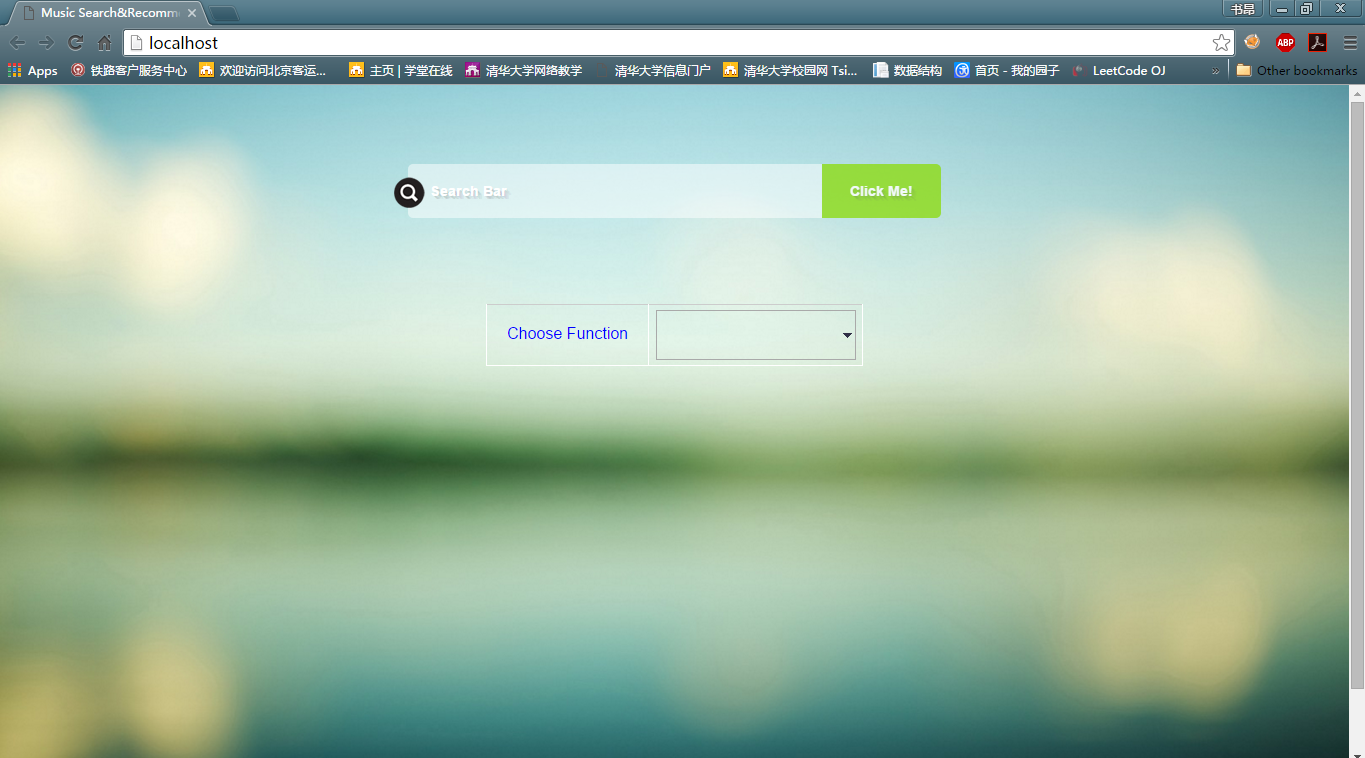 Music Search&Recomm
书昂
localhost
ABP
Apps 铁路客户服务中心 欢迎访问北京客运... 主页 | 学堂在线 清华大学网络教学 清华大学信息门户 清华大学校园网 Tsi... 数据结构 首页 - 我的园子 LeetCode OJ » Other bookmarks
Search Bar Click Me!
Choose Function